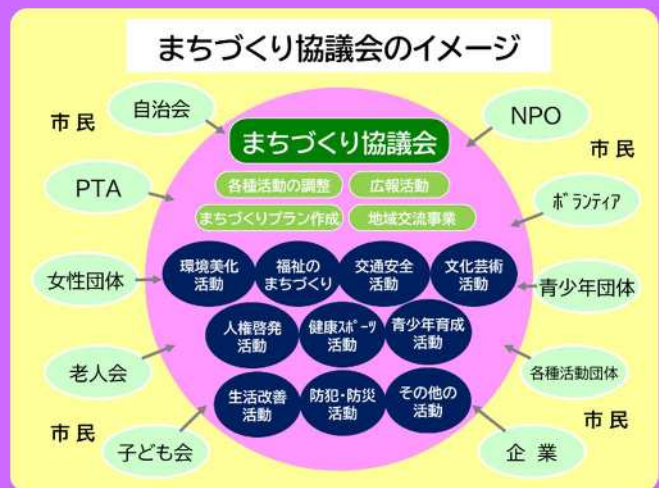 まちづくり協議会のイメージ
自治会
市 民
NPO
市 民
まちづくり協議会
PTA
各種活動の調整
広報活動
ボランティア
まちづくりプラン作成
地域交流事業
女性団体
環境美化
活動
福祉の
まちづくり
交通安全
活動
文化芸術
活動
青少年団体
人権啓発
活動
健康スポーツ
活動
青少年育成
活動
老人会
各種活動団体
生活改善
活動
防犯・防災
活動
その他の
活動
市 民
子ども会
市 民
企 業